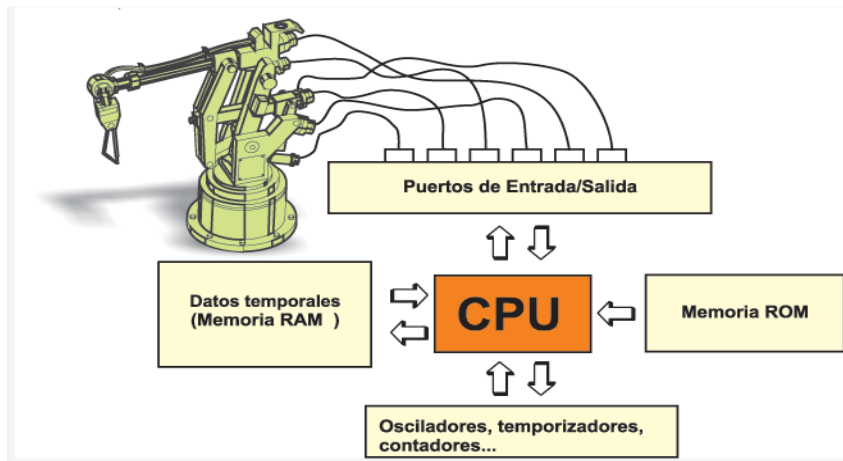 Puertos de Entrada/Salida
Datos temporales
(Memoria RAM )
CPU
Memoria ROM
Osciladores, temporizadores,
contadores...